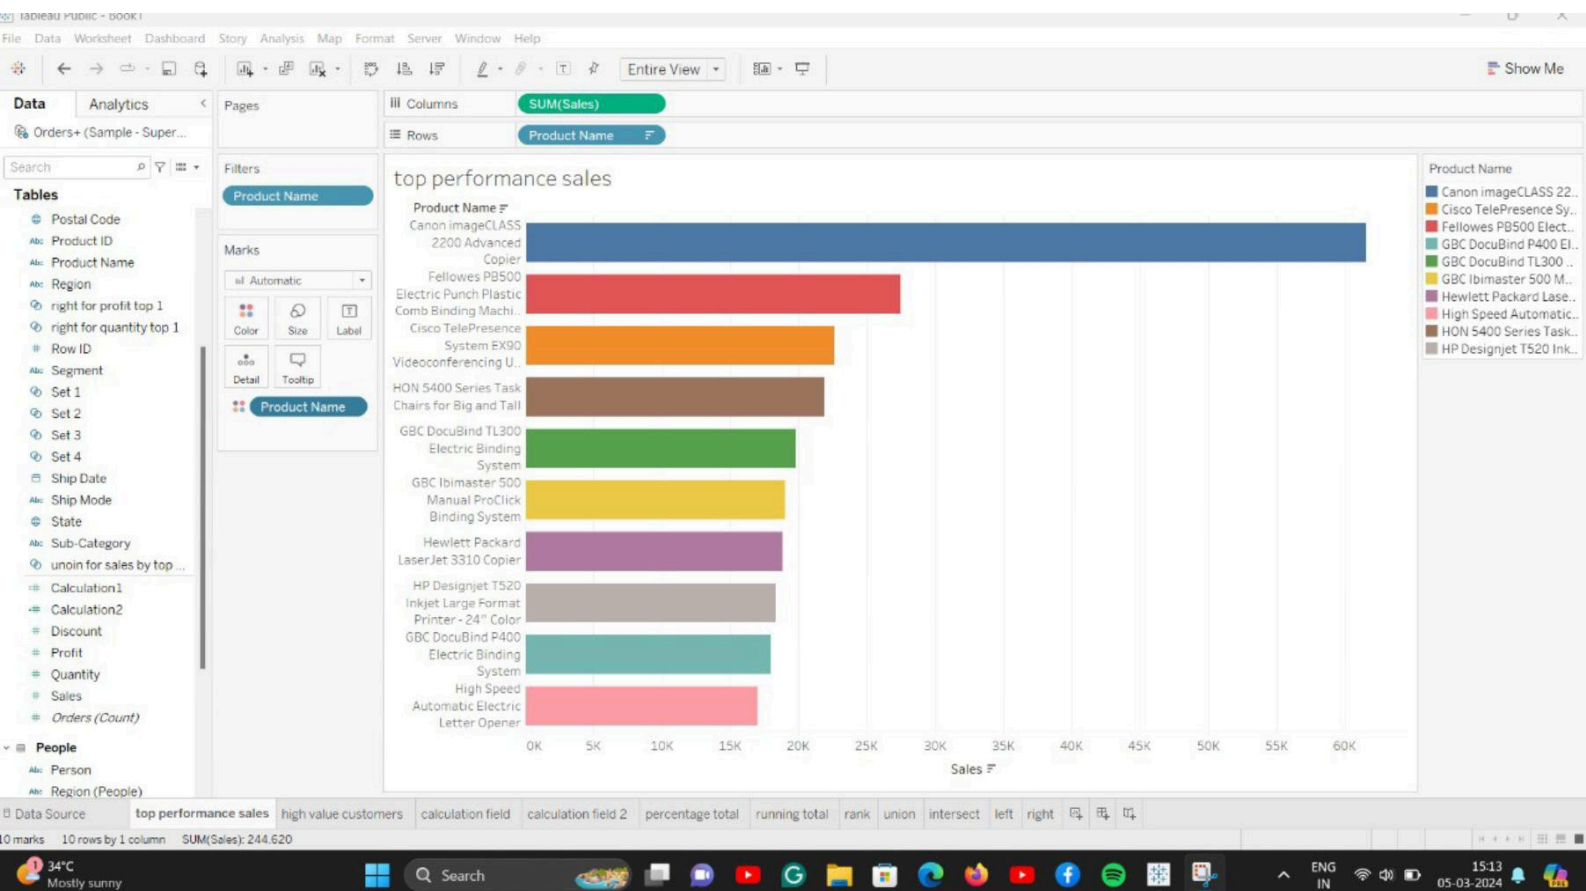 Tableau Public - Book1
File Data Worksheet Dashboard Story Analysis Map Format Server Window Help
Entire View
Show Me
Data Analytics
Orders+ (Sample - Super...
Search
Tables
Postal Code
Abc Product ID
Abc Product Name
Abc Region
right for profit top 1
right for quantity top 1
# Row ID
Abc Segment
Set 1
Set 2
Set 3
Set 4
Ship Date
Abc Ship Mode
State
Abc Sub-Category
unoin for sales by top ...
=# Calculation1
=# Calculation2
# Discount
# Profit
# Quantity
# Sales
# Orders (Count)
People
Abc Person
Abc Region (People)
Pages
Filters
Product Name
Marks
Automatic
Color Size Label
Detail Tooltip
Product Name
Columns SUM(Sales)
Rows Product Name
top performance sales
Product Name
Canon imageCLASS
2200 Advanced
Copier
Fellowes PB500
Electric Punch Plastic
Comb Binding Machi..
Cisco TelePresence
System EX90
Videoconferencing U..
HON 5400 Series Task
Chairs for Big and Tall
GBC DocuBind TL300
Electric Binding
System
GBC Ibimaster 500
Manual ProClick
Binding System
Hewlett Packard
LaserJet 3310 Copier
HP Designjet T520
Inkjet Large Format
Printer - 24" Color
GBC DocuBind P400
Electric Binding
System
High Speed
Automatic Electric
Letter Opener
0K 5K 10K 15K 20K 25K 30K 35K 40K 45K 50K 55K 60K
Sales
Product Name
Canon imageCLASS 22..
Cisco TelePresence Sy..
Fellowes PB500 Elect..
GBC DocuBind P400 El..
GBC DocuBind TL300 ..
GBC Ibimaster 500 M..
Hewlett Packard Lase..
High Speed Automatic..
HON 5400 Series Task..
HP Designjet T520 Ink..
Data Source top performance sales high value customers calculation field calculation field 2 percentage total running total rank union intersect left right
10 marks 10 rows by 1 column SUM(Sales): 244,620
1
34°C
Mostly sunny
Search
ENG
IN
15:13
05-03-2024
PRE